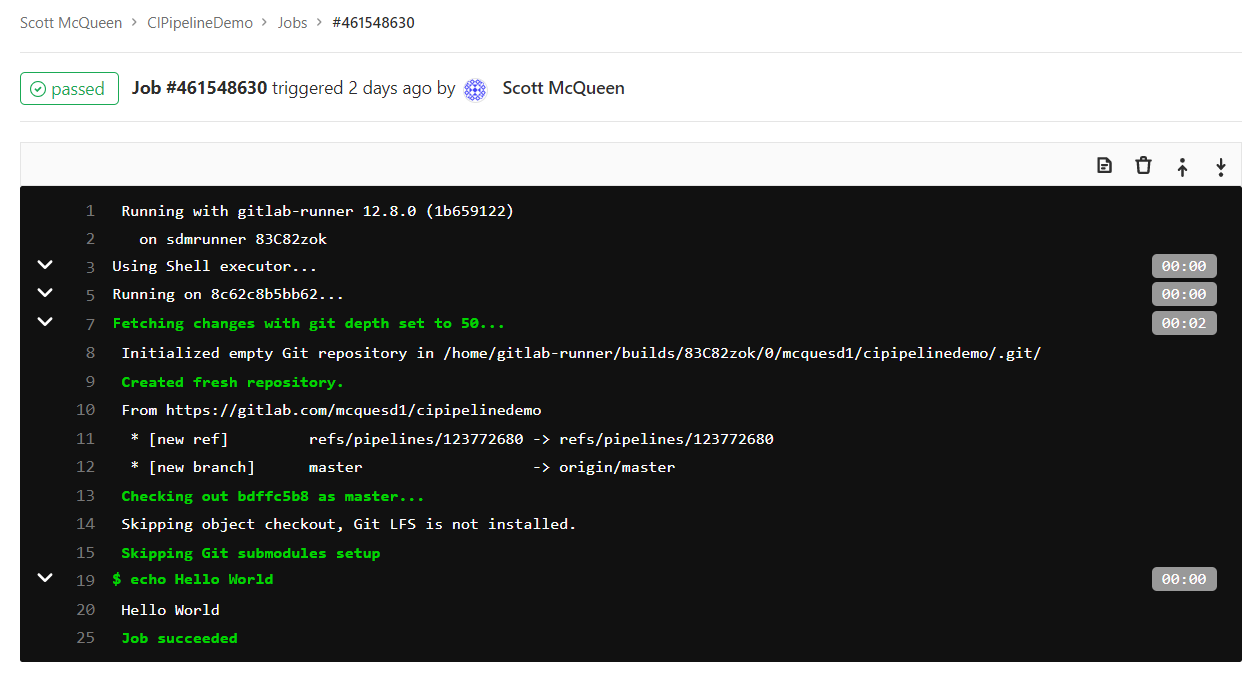 Scott McQueen > CIPipelineDemo > Jobs > #461548630
passed Job #461548630 triggered 2 days ago by Scott McQueen
1 Running with gitlab-runner 12.8.0 (1b659122)
2 on sdmrunner 83C82zok
3 Using Shell executor... 00:00
5 Running on 8c62c8b5bb62... 00:00
7 Fetching changes with git depth set to 50... 00:02
8 Initialized empty Git repository in /home/gitlab-runner/builds/83C82zok/0/mcquesd1/cipipelinedemo/.git/
9 Created fresh repository.
10 From https://gitlab.com/mcquesd1/cipipelinedemo
11 * [new ref] refs/pipelines/123772680 -> refs/pipelines/123772680
12 * [new branch] master -> origin/master
13 Checking out bdffc5b8 as master...
14 Skipping object checkout, Git LFS is not installed.
15 Skipping Git submodules setup
19 $ echo Hello World 00:00
20 Hello World
25 Job succeeded